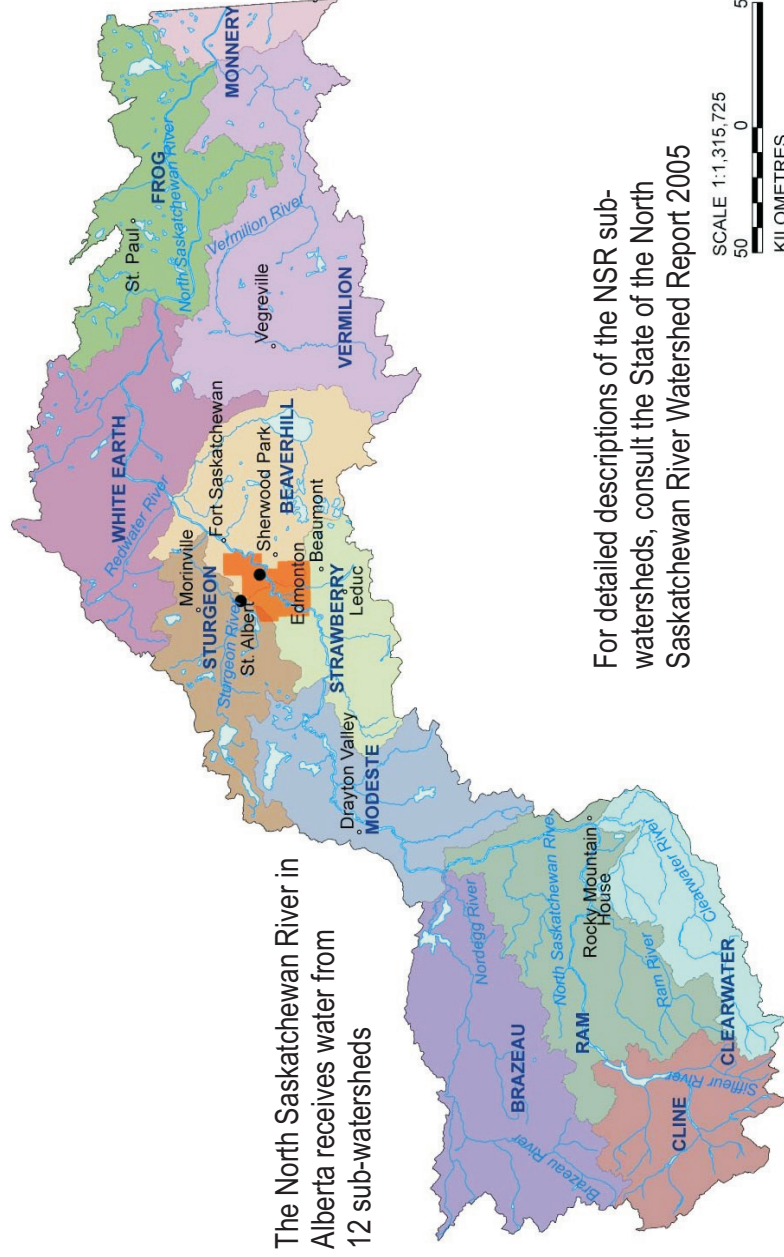 The North Saskatchewan River in
Alberta receives water from
12 sub-watersheds
WHITE EARTH
Redwater River
FROG
St. Paul
North Saskatchewan River
MONNERY
Vermilion River
Vegreville
VERMILION
Morinville
STURGEON
Sturgeon River
St. Albert
Fort Saskatchewan
Sherwood Park
BEAVERHILL
Edmonton
Beaumont
STRAWBERRY
Leduc
Drayton Valley
MODESTE
Nordegg River
BRAZEAU
Brazeau River
North Saskatchewan River
RAM
Rocky Mountain
House
Ram River
Clearwater River
CLEARWATER
Siffleur River
CLINE
For detailed descriptions of the NSR sub-
watersheds, consult the State of the North
Saskatchewan River Watershed Report 2005
SCALE 1:1,315,725
50 0 5
KILOMETRES